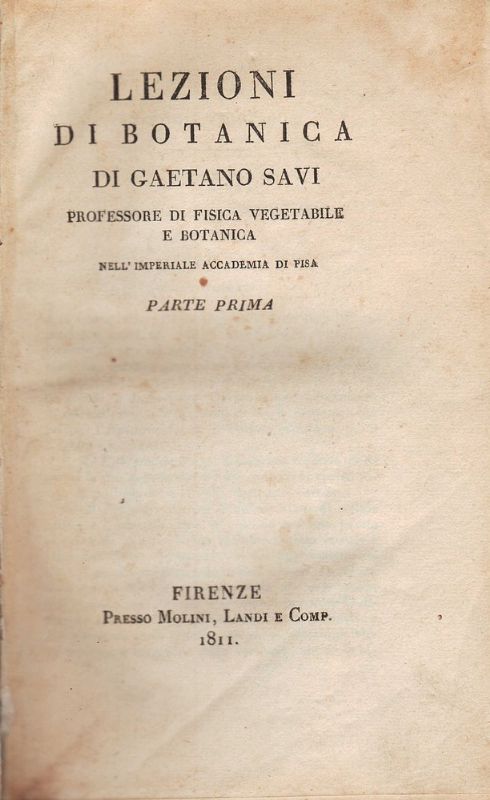 LEZIONI
DI BOTANICA
DI GAETANO SAVI
PROFESSORE DI FISICA VEGETABILE
E BOTANICA
NELL' IMPERIALE ACCADEMIA DI PISA
PARTE PRIMA
FIRENZE
PRESSO MOLINI, LANDI E COMP.
1811.